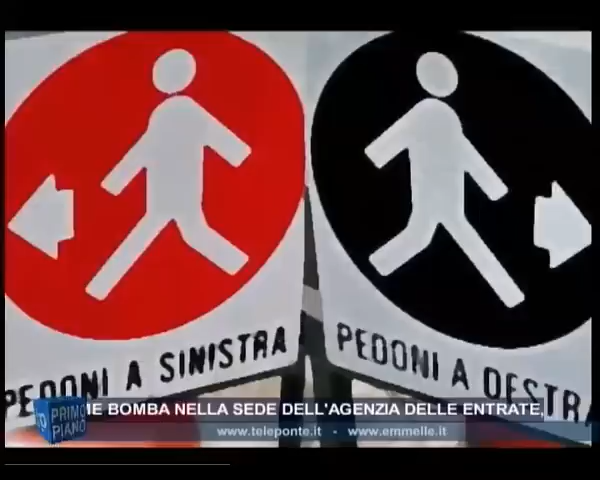 PEDONI A SINISTRA
PEDONI A DESTRA
PRIMO
PIANO
BOMBA NELLA SEDE DELL'AGENZIA DELLE ENTRATE,
www.teleponte.it - www.emmelle.it